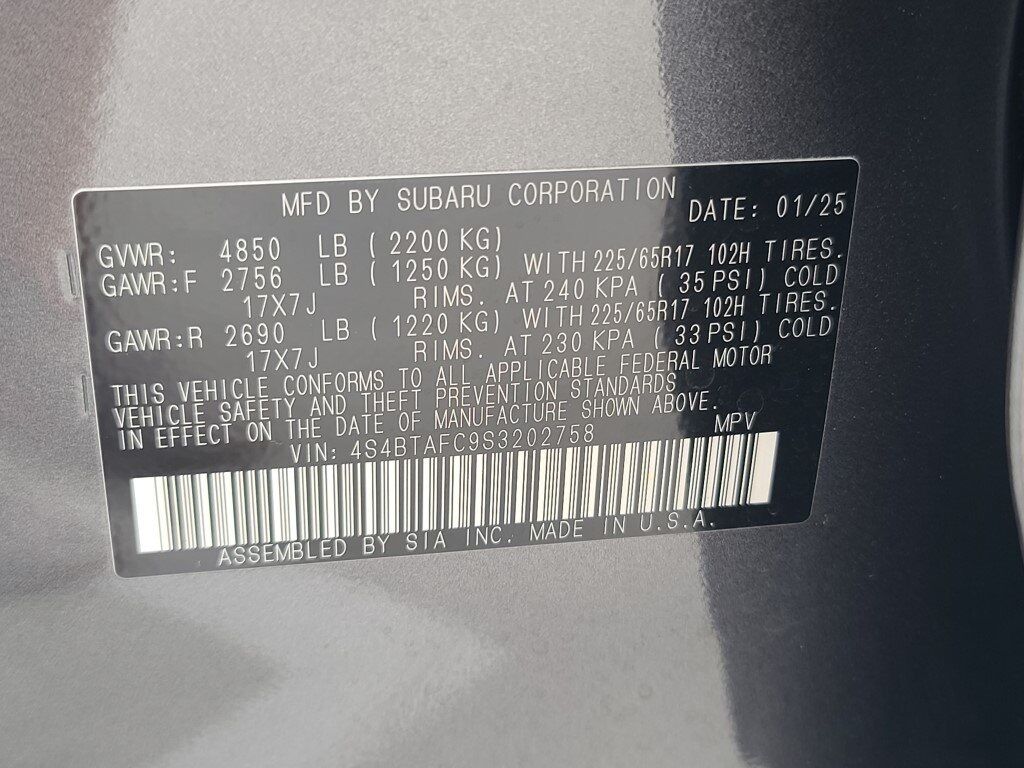 MFD BY SUBARU CORPORATION DATE: 01/25
GVWR: 4850 LB ( 2200 KG)
GAWR:F 2756 LB ( 1250 KG) WITH 225/65R17 102H TIRES.
17X7J RIMS. AT 240 KPA ( 35 PSI) COLD
GAWR:R 2690 LB ( 1220 KG) WITH 225/65R17 102H TIRES.
17X7J RIMS. AT 230 KPA ( 33 PSI) COLD
THIS VEHICLE CONFORMS TO ALL APPLICABLE FEDERAL MOTOR
VEHICLE SAFETY AND THEFT PREVENTION STANDARDS
IN EFFECT ON THE DATE OF MANUFACTURE SHOWN ABOVE.
VIN: 4S4BTAFC9S3202758 MPV
ASSEMBLED BY SIA INC. MADE IN U.S.A.